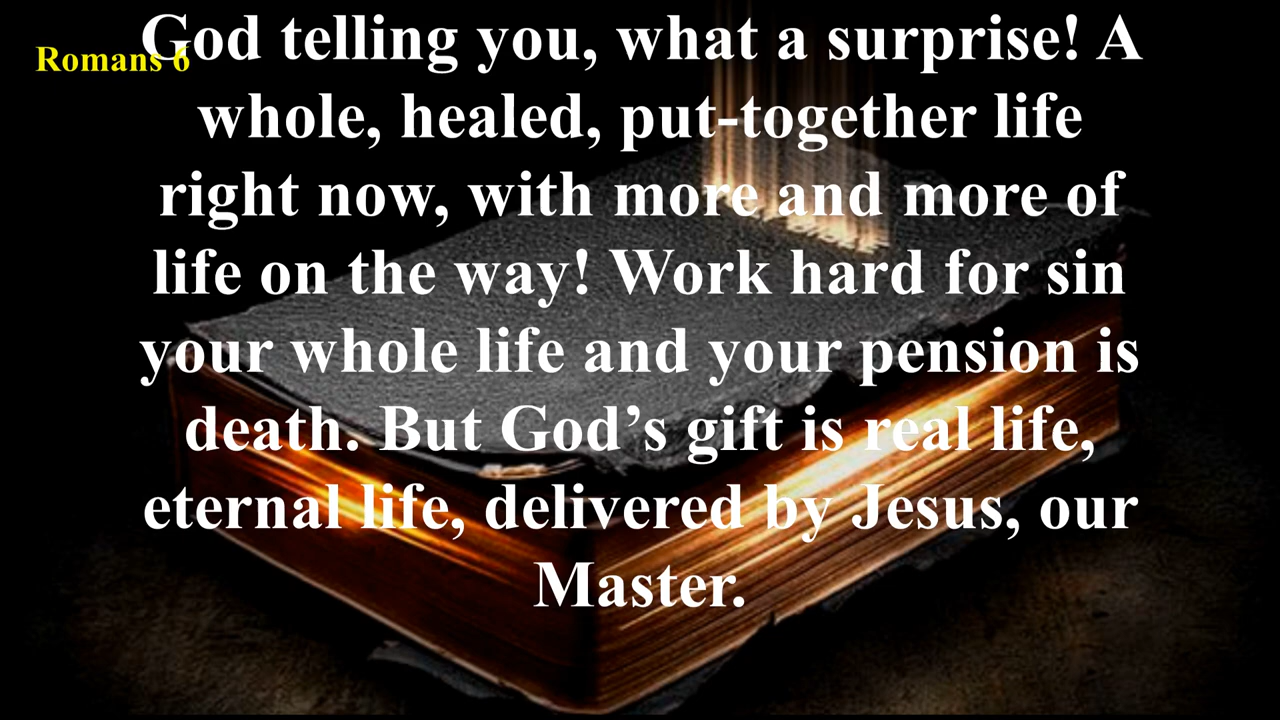 Romans 6
God telling you, what a surprise! A
whole, healed, put-together life
right now, with more and more of
life on the way! Work hard for sin
your whole life and your pension is
death. But God’s gift is real life,
eternal life, delivered by Jesus, our
Master.